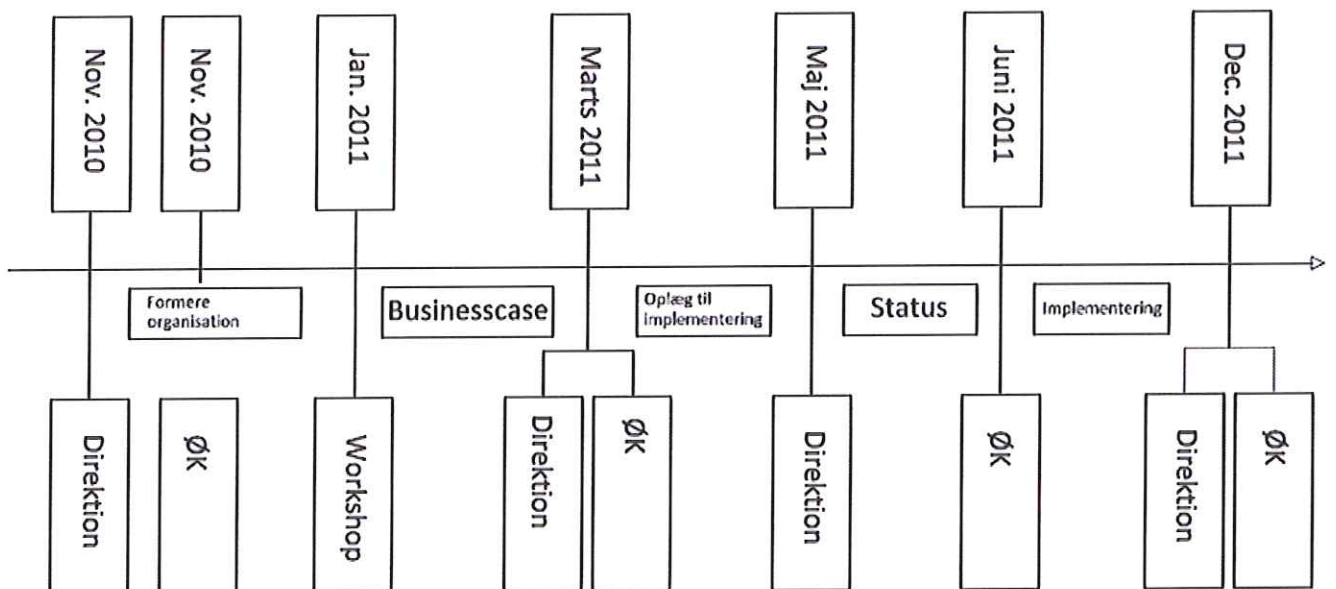 Nov. 2010
Nov. 2010
Jan. 2011
Marts 2011
Maj 2011
Juni 2011
Dec. 2011
Formere
organisation
Businesscase
Oplæg til
implementering
Status
Implementering
Direktion
ØK
Workshop
Direktion
ØK
Direktion
ØK
Direktion
ØK